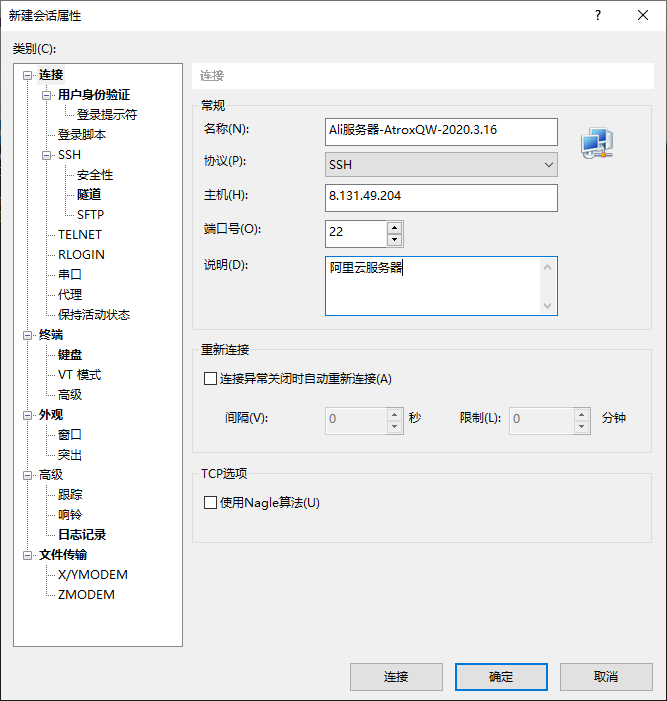 新建会话属性
类别(C):
连接
用户身份验证
登录提示符
登录脚本
SSH
安全性
隧道
SFTP
TELNET
RLOGIN
串口
代理
保持活动状态
终端
键盘
VT 模式
高级
外观
窗口
突出
高级
跟踪
响铃
日志记录
文件传输
X/YMODEM
ZMODEM
连接
常规
名称(N):
Ali服务器-AtroxQW-2020.3.16
协议(P):
SSH
主机(H):
8.131.49.204
端口号(O):
22
说明(D):
阿里云服务器
重新连接
连接异常关闭时自动重新连接(A)
间隔(V):
0
秒
限制(L):
0
分钟
TCP选项
使用Nagle算法(U)
连接
确定
取消